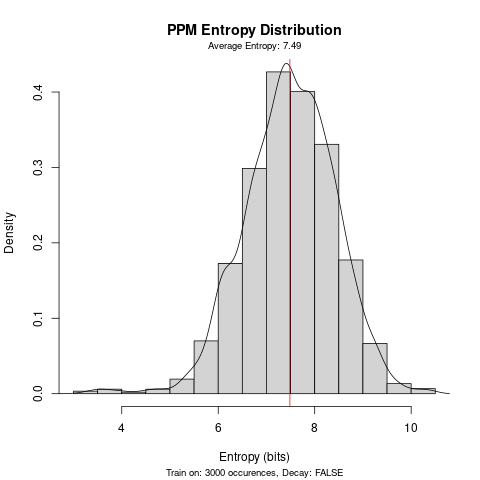 PPM Entropy Distribution
Average Entropy: 7.49
Density
0.0
0.1
0.2
0.3
0.4
4
6
8
10
Entropy (bits)
Train on: 3000 occurences, Decay: FALSE